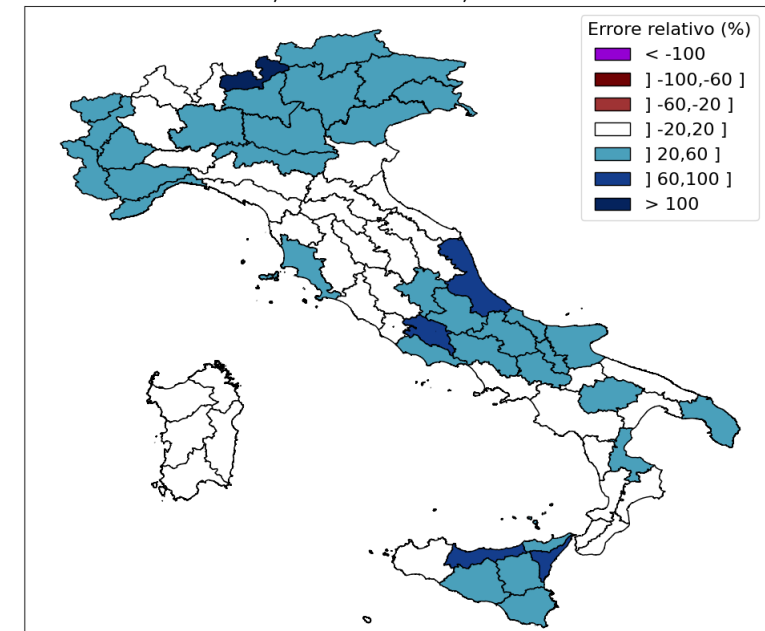 Errore relativo (%)
< -100
] -100,-60 ]
] -60,-20 ]
] -20,20 ]
] 20,60 ]
] 60,100 ]
> 100